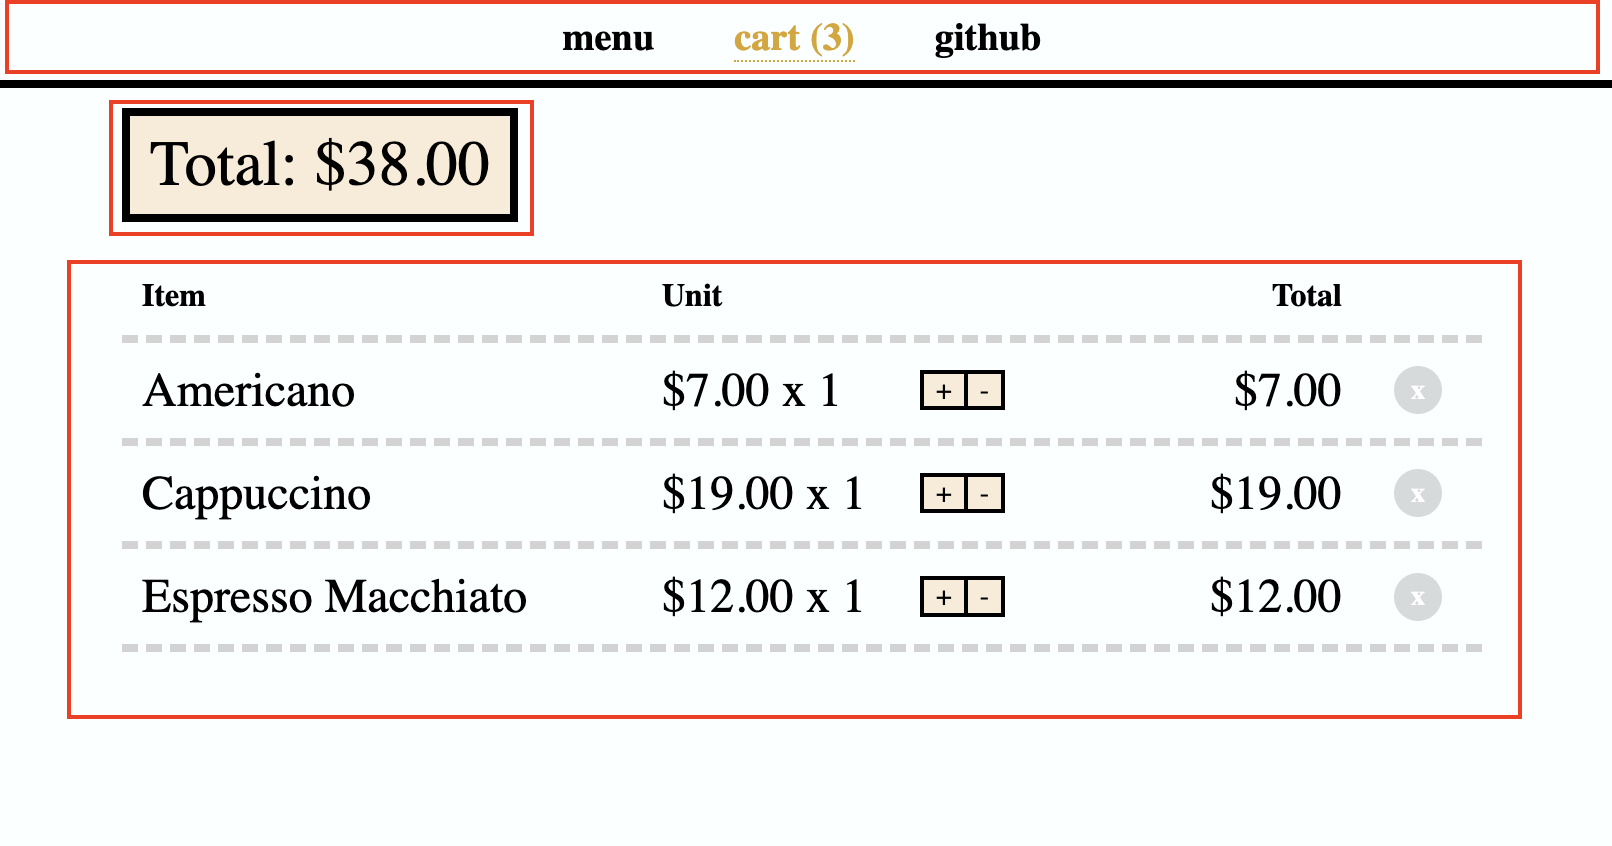 menu cart (3) github
Total: $38.00
Item Unit Total
Americano $7.00 x 1 + - $7.00 x
Cappuccino $19.00 x 1 + - $19.00 x
Espresso Macchiato $12.00 x 1 + - $12.00 x